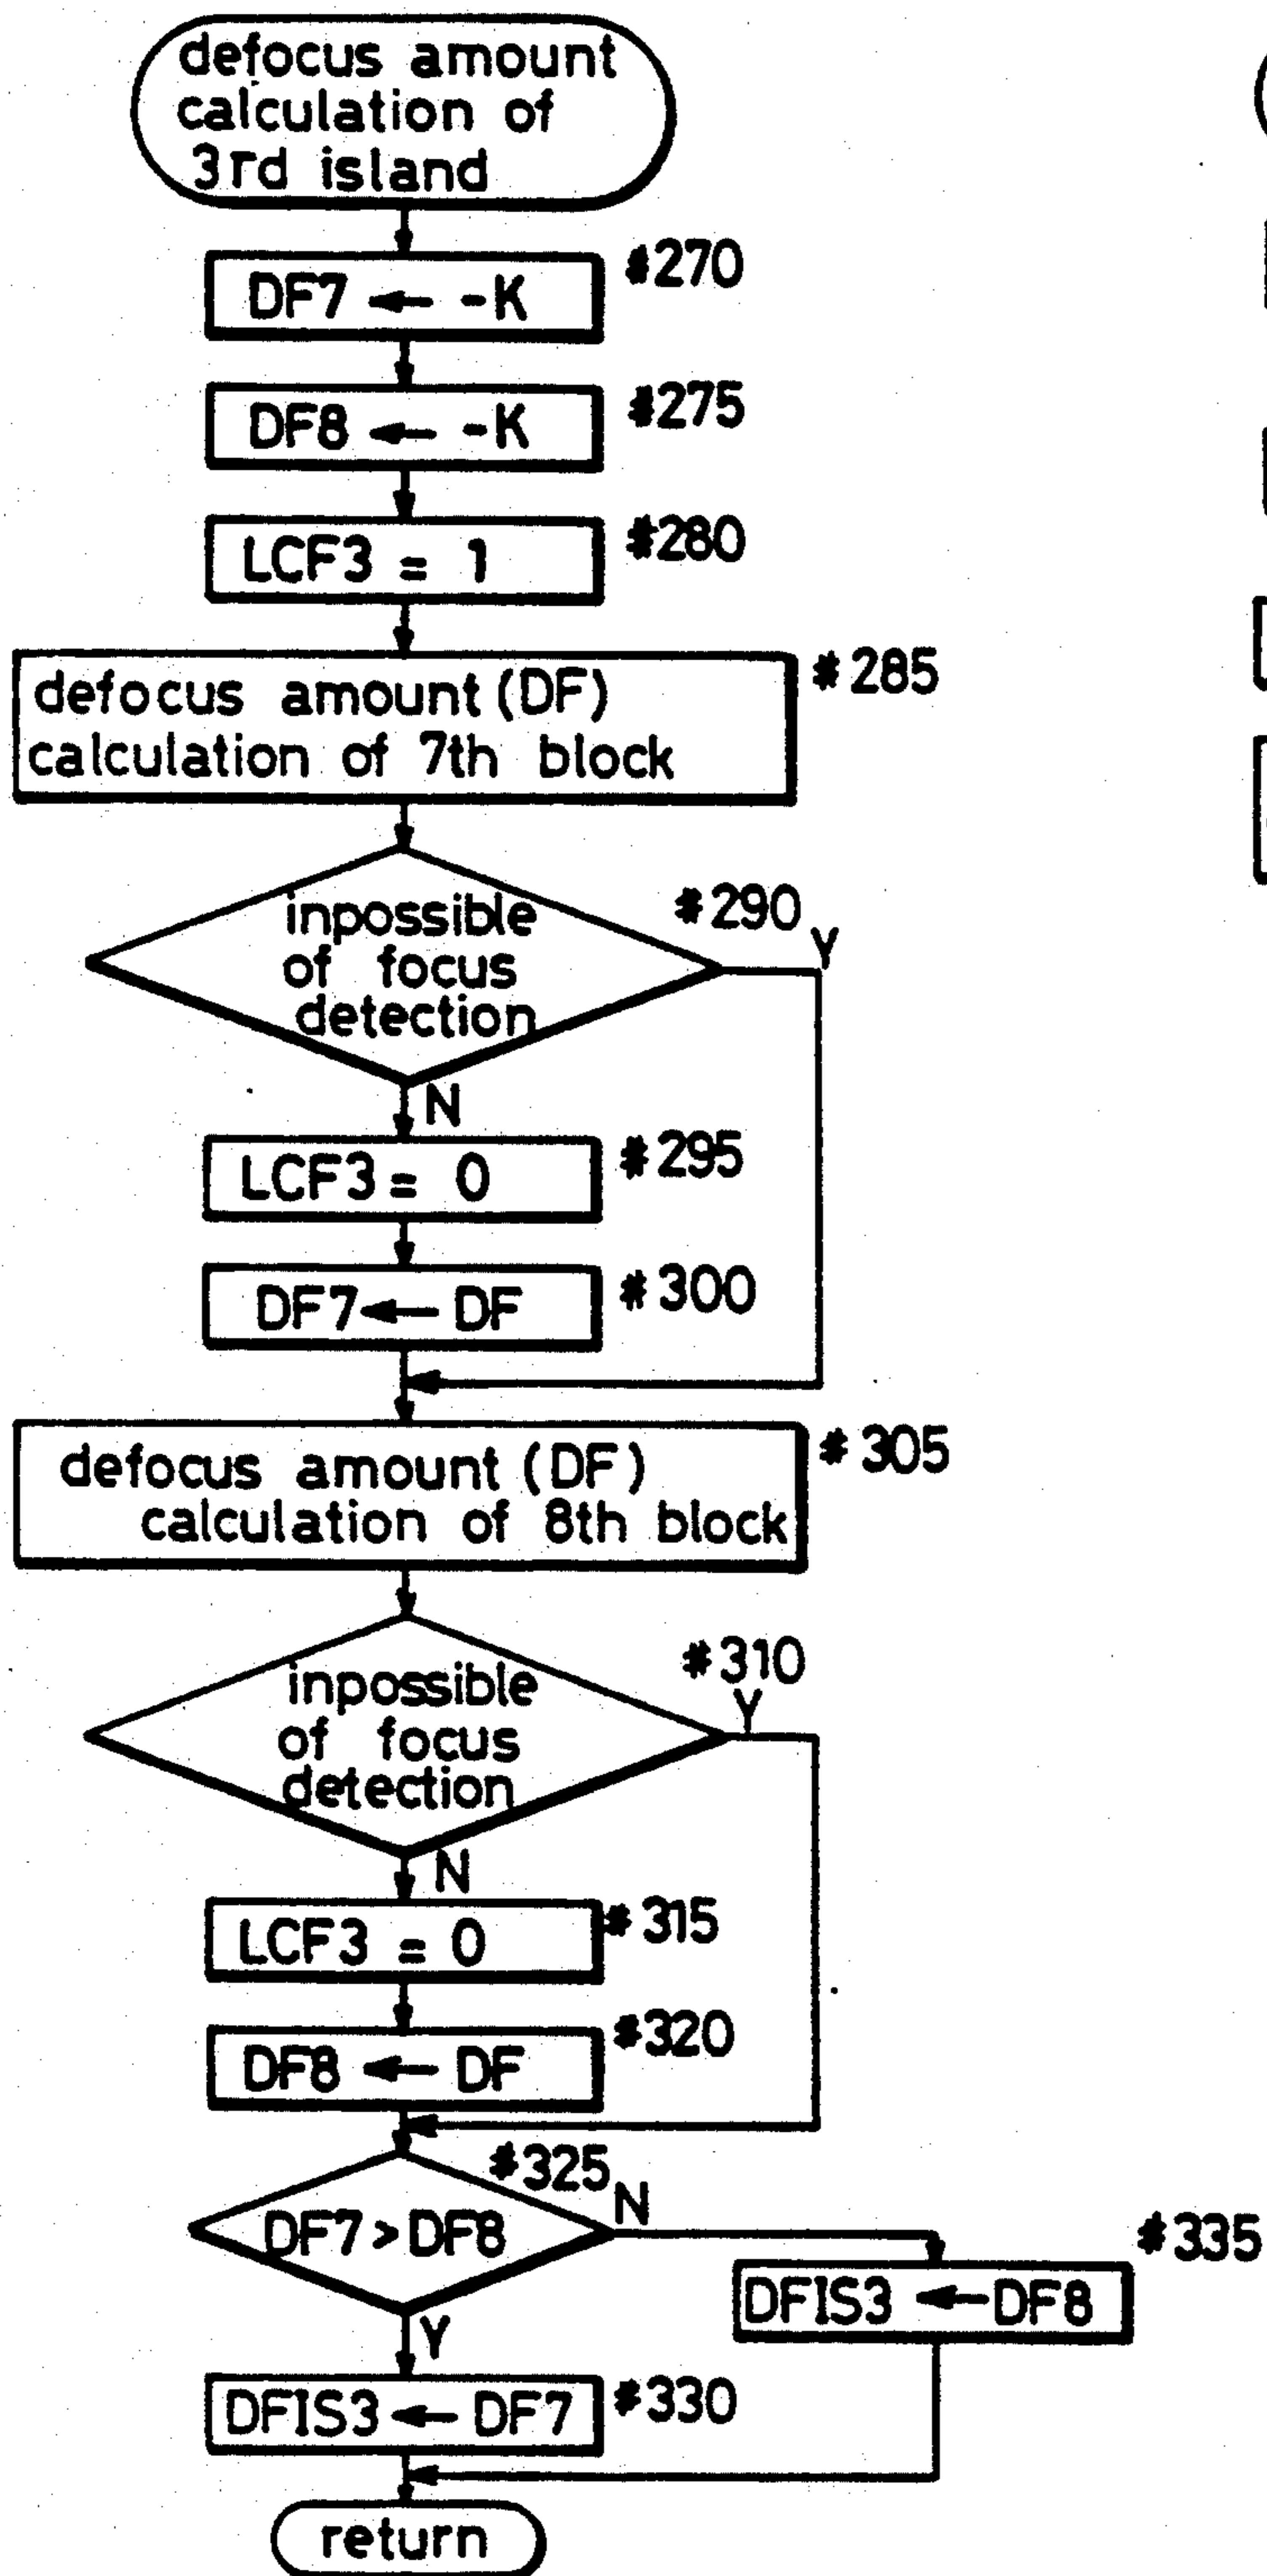 defocus amount
calculation of
3rd island
DF7 ← -K
#270
DF8 ← -K
#275
LCF3 = 1
#280
defocus amount (DF)
calculation of 7th block
#285
inpossible
of focus
detection
#290
Y
N
LCF3 = 0
#295
DF7 ← DF
#300
defocus amount (DF)
calculation of 8th block
#305
inpossible
of focus
detection
#310
Y
N
LCF3 = 0
#315
DF8 ← DF
#320
#325
DF7 > DF8
N
Y
DFIS3 ← DF8
#335
DFIS3 ← DF7
#330
return